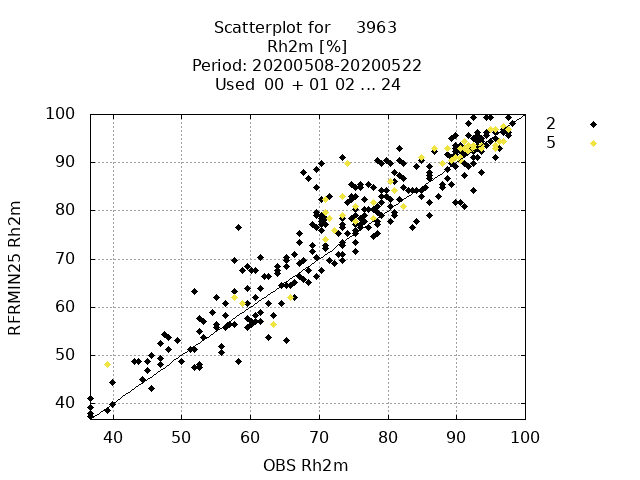 Scatterplot for 3963
Rh2m [%]
Period: 20200508-20200522
Used 00 + 01 02 ... 24
2
5
100
90
80
70
60
50
40
RFRMIN25 Rh2m
40 50 60 70 80 90 100
OBS Rh2m